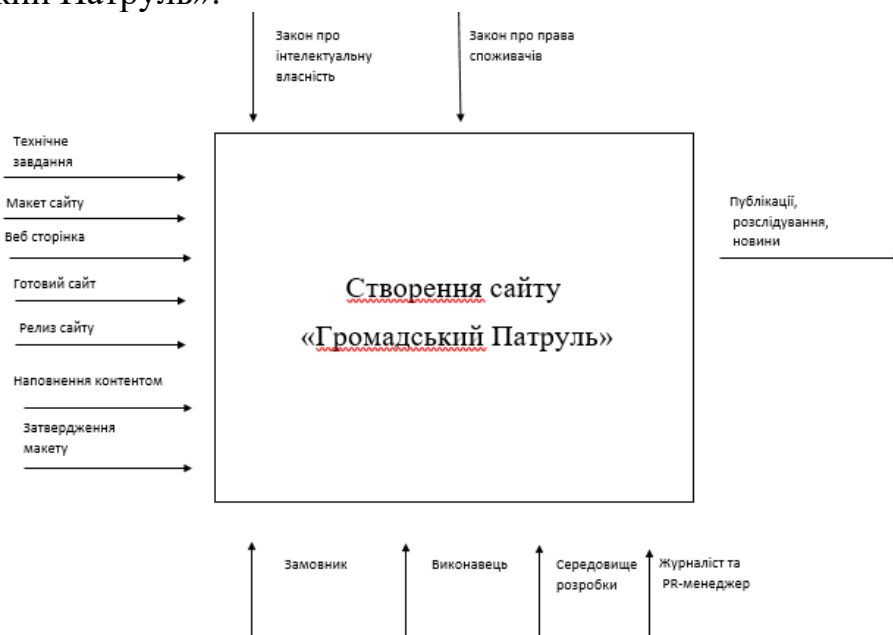 кий Патруль».
Закон про
інтелектуальну
власність
Закон про права
споживачів
Технічне
завдання
Макет сайту
Веб сторінка
Готовий сайт
Релиз сайту
Наповнення контентом
Затвердження
макету
Створення сайту
«Громадський Патруль»
Публікації,
розслідування,
новини
Замовник
Виконавець
Середовище
розробки
Журналіст та
PR-менеджер